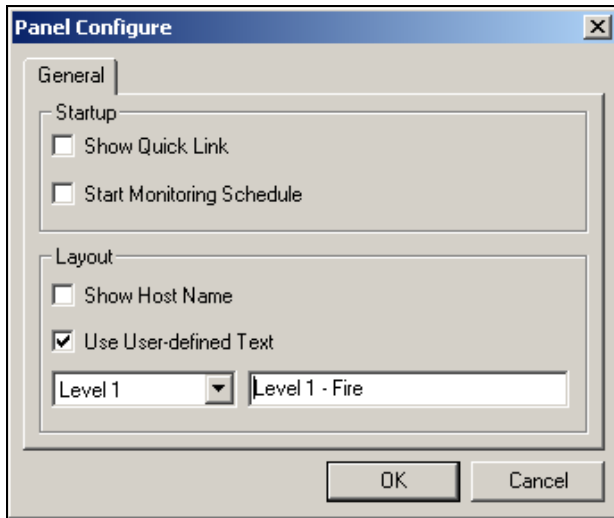 Panel Configure
General
Startup
Show Quick Link
Start Monitoring Schedule
Layout
Show Host Name
Use User-defined Text
Level 1 Level 1 - Fire
OK Cancel